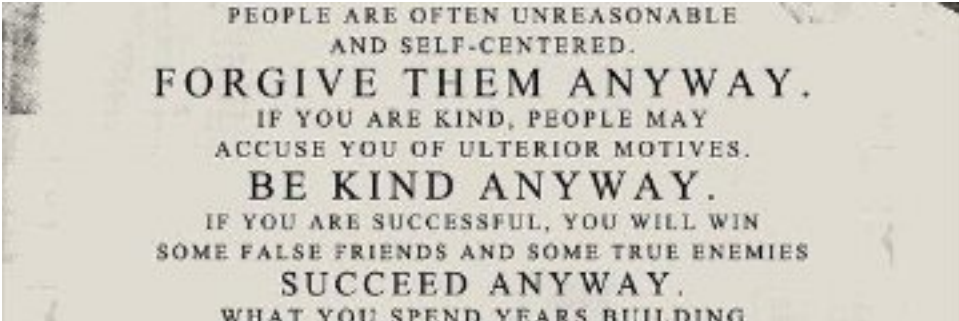 PEOPLE ARE OFTEN UNREASONABLE
AND SELF-CENTERED.
FORGIVE THEM ANYWAY.
IF YOU ARE KIND, PEOPLE MAY
ACCUSE YOU OF ULTERIOR MOTIVES.
BE KIND ANYWAY.
IF YOU ARE SUCCESSFUL, YOU WILL WIN
SOME FALSE FRIENDS AND SOME TRUE ENEMIES
SUCCEED ANYWAY.
WHAT YOU SPEND YEARS BUILDING